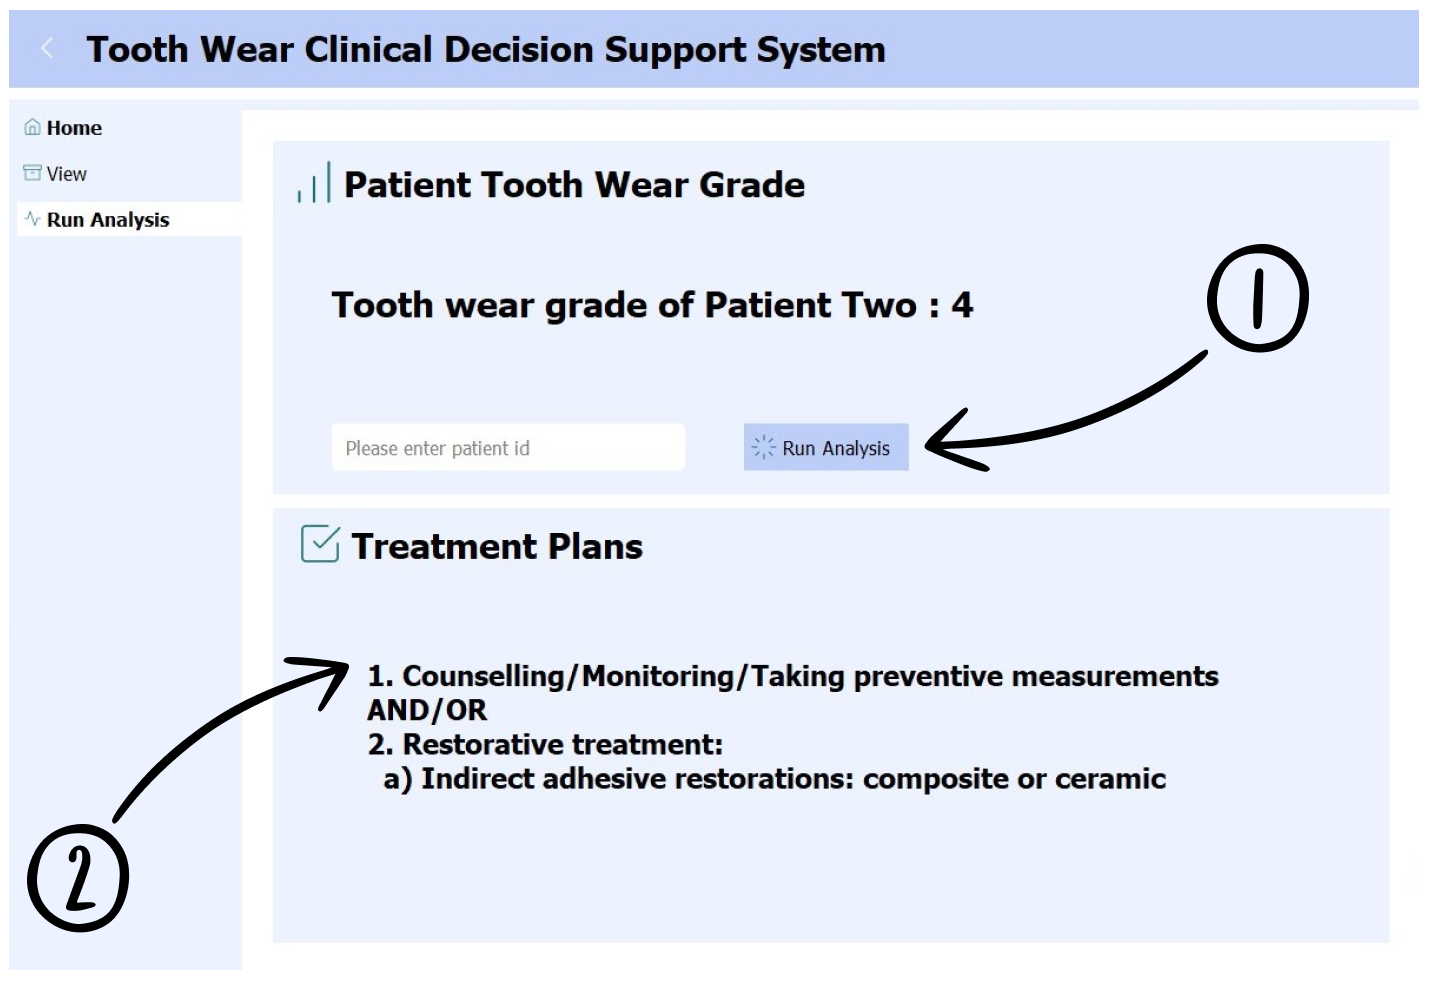 Tooth Wear Clinical Decision Support System
Home
View
Run Analysis
Patient Tooth Wear Grade
Tooth wear grade of Patient Two : 4
1
Please enter patient id
Run Analysis
Treatment Plans
1. Counselling/Monitoring/Taking preventive measurements
AND/OR
2. Restorative treatment:
a) Indirect adhesive restorations: composite or ceramic
2